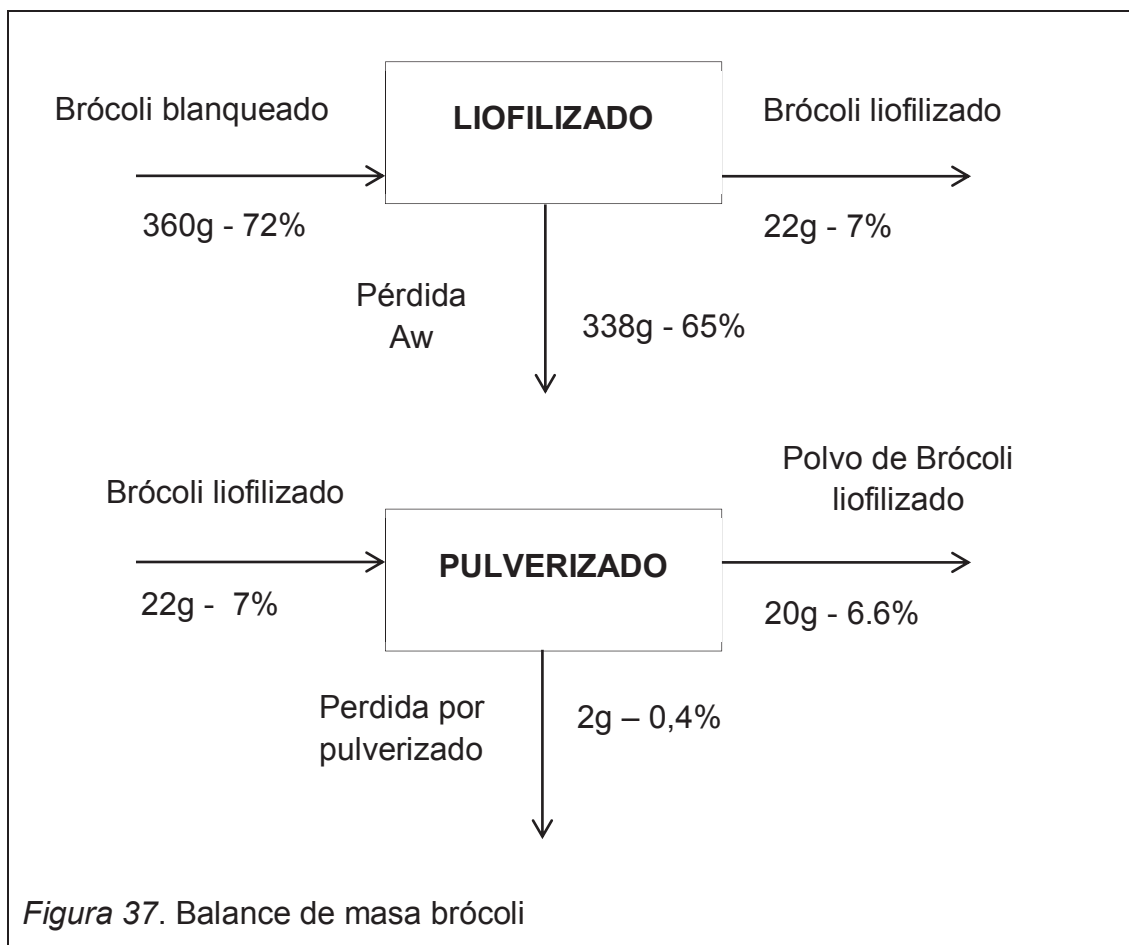 Brócoli blanqueado
LIOFILIZADO
Brócoli liofilizado
360g - 72%
22g - 7%
Pérdida
Aw
338g - 65%
Brócoli liofilizado
PULVERIZADO
Polvo de Brócoli
liofilizado
22g -  7%
20g - 6.6%
Perdida por
pulverizado
2g – 0,4%
Figura 37. Balance de masa brócoli